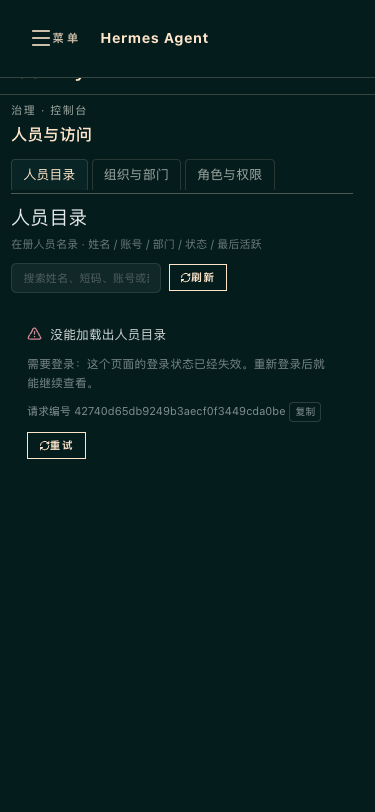 菜单 Hermes Agent
治理 · 控制台
人员与访问
人员目录 组织与部门 角色与权限
人员目录
在册人员名录 · 姓名 / 账号 / 部门 / 状态 / 最后活跃
搜索姓名、短码、账号或 刷新
没能加载出人员目录
需要登录：这个页面的登录状态已经失效。重新登录后就
能继续查看。
请求编号 42740d65db9249b3aecf0f3449cda0be 复制
重试